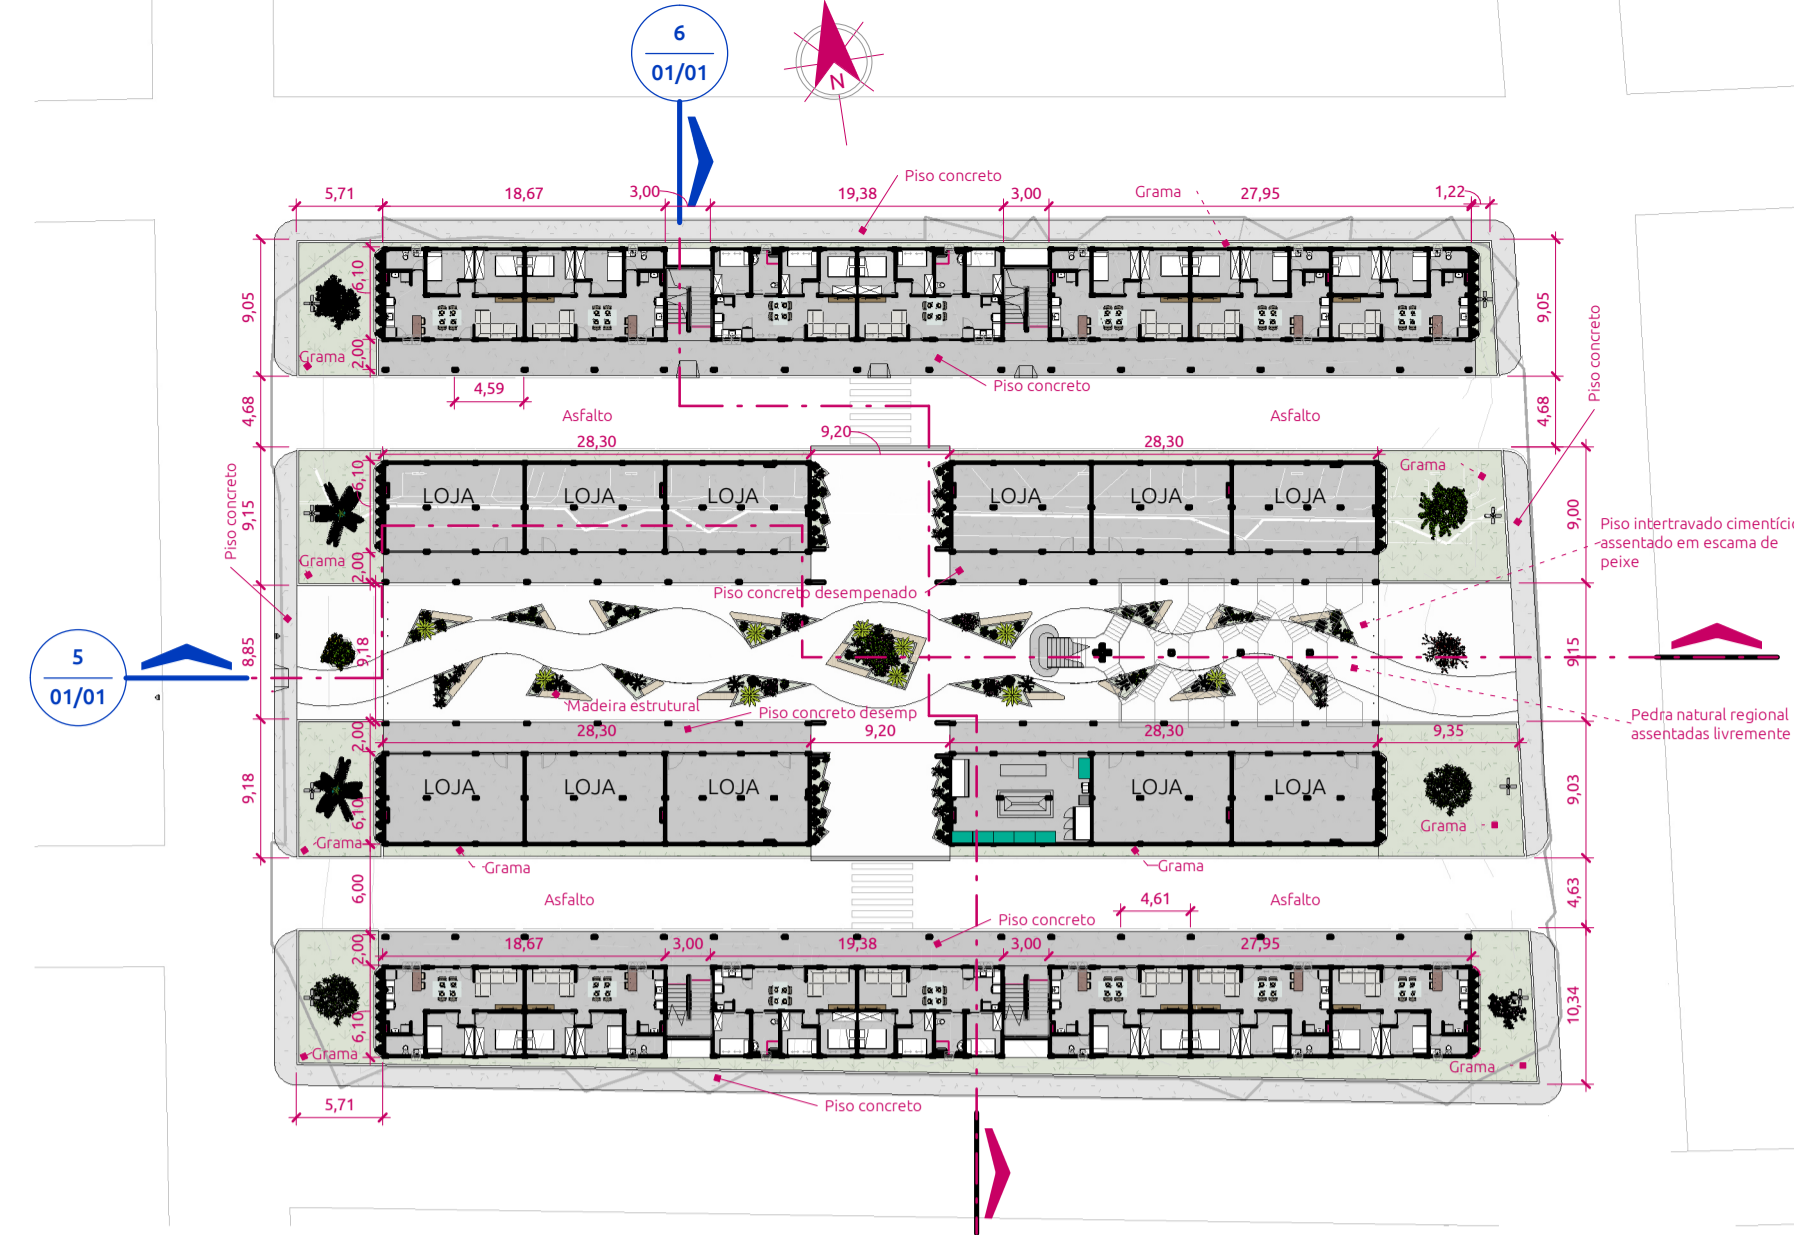 6
01/01
N
Piso concreto
Grama
5,71
18,67
3,00
19,38
3,00
27,95
1,22
9,05
6,10
2,00
Grama
9,05
Piso concreto
4,59
Piso concreto
4,68
Asfalto
Asfalto
4,68
28,30
9,20
28,30
Piso concreto
9,15
6,10
LOJA
LOJA
LOJA
LOJA
LOJA
LOJA
Grama
9,00
Piso intertravado cimentício
assentado em escama de
peixe
Grama
2,00
Piso concreto desempenado
8,85
9,18
9,15
5
01/01
Madeira estrutural
Piso concreto desemp
Pedra natural regional
assentadas livremente
2,00
28,30
9,20
28,30
9,35
9,18
6,10
LOJA
LOJA
LOJA
LOJA
LOJA
9,03
Grama
Grama
Grama
Grama
6,00
Asfalto
4,61
Asfalto
4,63
Piso concreto
2,00
18,67
3,00
19,38
3,00
27,95
6,10
10,34
Grama
Grama
5,71
Piso concreto